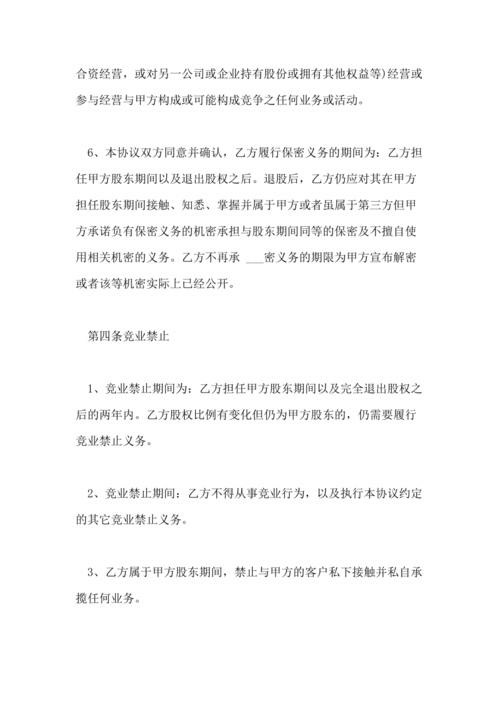 合资经营，或对另一公司或企业持有股份或拥有其他权益等)经营或
参与经营与甲方构成或可能构成竞争之任何业务或活动。
6、本协议双方同意并确认，乙方履行保密义务的期间为：乙方担
任甲方股东期间以及退出股权之后。退股后，乙方仍应对其在甲方
担任股东期间接触、知悉、掌握并属于甲方或者虽属于第三方但甲
方承诺负有保密义务的机密承担与股东期间同等的保密及不擅自使
用相关机密的义务。乙方不再承 ___密义务的期限为甲方宣布解密
或者该等机密实际上已经公开。
第四条竞业禁止
1、竞业禁止期间为：乙方担任甲方股东期间以及完全退出股权之
后的两年内。乙方股权比例有变化但仍为甲方股东的，仍需要履行
竞业禁止义务。
2、竞业禁止期间：乙方不得从事竞业行为，以及执行本协议约定
的其它竞业禁止义务。
3、乙方属于甲方股东期间，禁止与甲方的客户私下接触并私自承
揽任何业务。